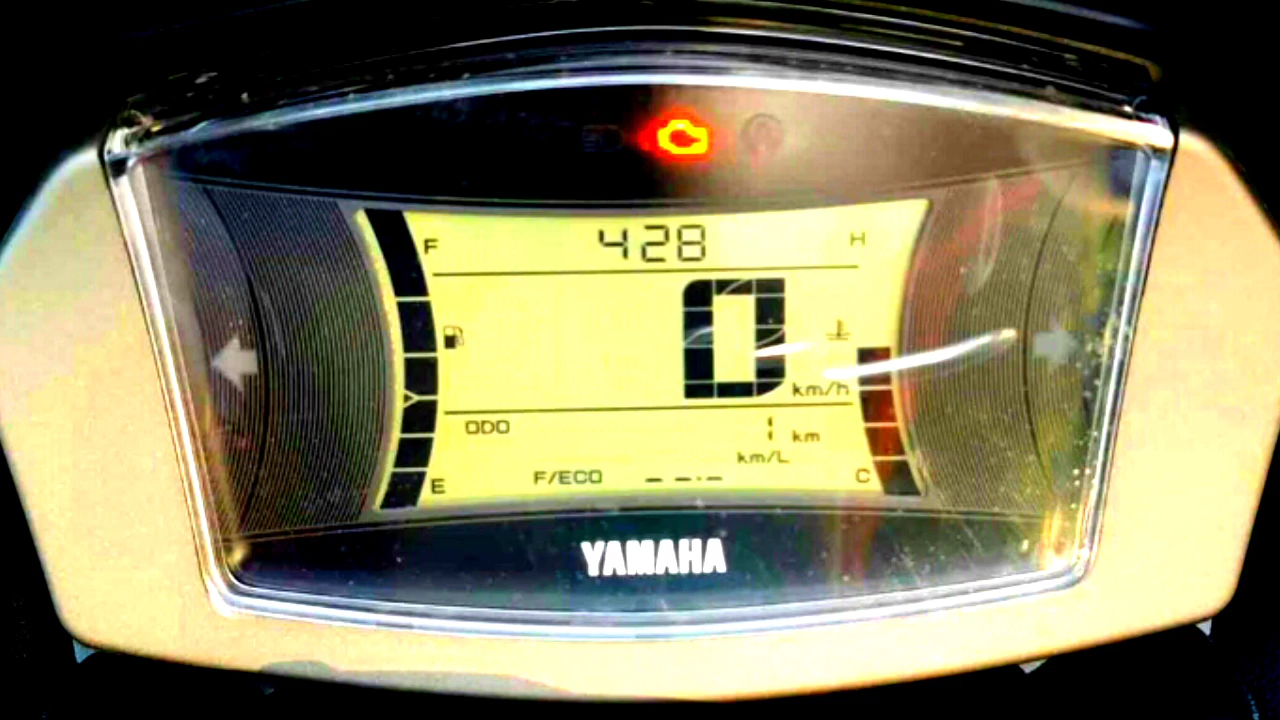 F 428 H
0 km/h
ODO 1 km
km/L
E F/ECO --.- C
YAMAHA